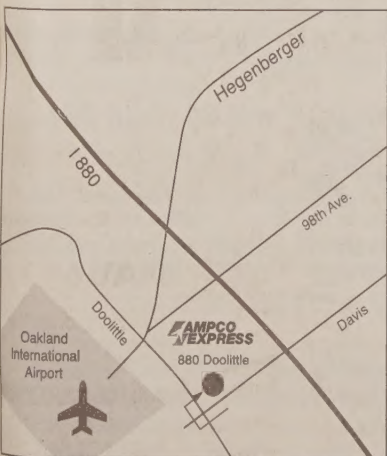 Hegenberger
I 880
98th Ave.
Doolittle
Davis
AMPCO
EXPRESS
880 Doolittle
Oakland
International
Airport